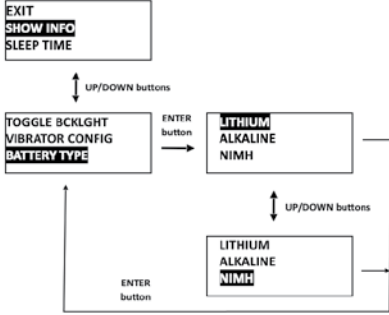 EXIT
SHOW INFO
SLEEP TIME
UP/DOWN buttons
TOGGLE BCKLGHT
VIBRATOR CONFIG
BATTERY TYPE
ENTER
button
LITHIUM
ALKALINE
NIMH
UP/DOWN buttons
LITHIUM
ALKALINE
NIMH
ENTER
button